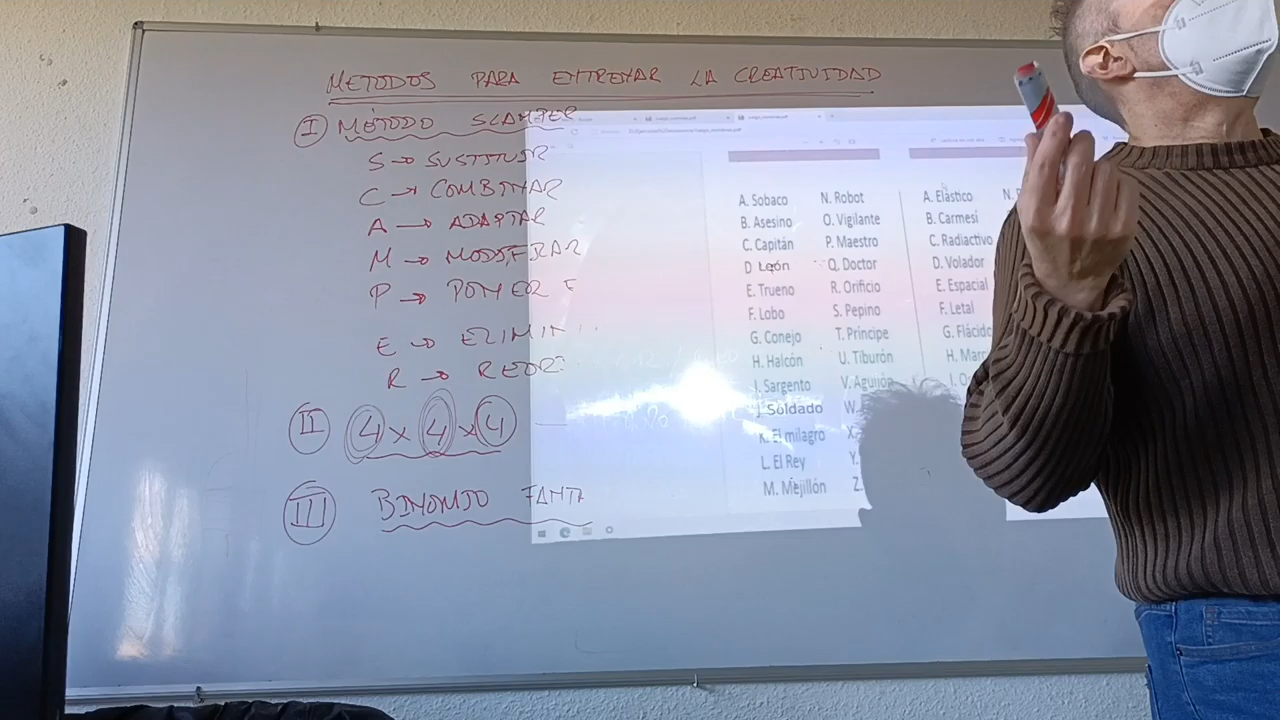 METODOS PARA ENTRENAR LA CREATIVIDAD
I MÉTODO SCAMPER
S → SUSTITUIR
C → COMBINAR
A → ADAPTAR
M → MODIFICAR
P → PONER
E → ELIMIN
R → REOR
II 4 x 4 x 4
III BINOMIO FANTA
A. Sobaco
B. Asesino
C. Capitán
D León
E. Trueno
F. Lobo
G. Conejo
H. Halcón
I. Sargento
J. Soldado
K. El milagro
L. El Rey
M. Mejillón
N. Robot
O. Vigilante
P. Maestro
Q. Doctor
R. Orificio
S. Pepino
T. Príncipe
U. Tiburón
V. Aguijón
W.
X.
Y.
Z.
A. Elástico
B. Carmesí
C. Radiactivo
D. Volador
E. Espacial
F. Letal
G. Flácido
H. Marr
N.